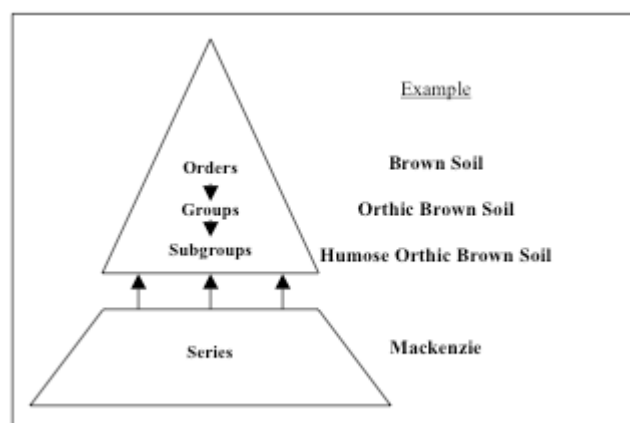 Example
Orders
Brown Soil
Groups
Orthic Brown Soil
Subgroups
Humose Orthic Brown Soil
Series
Mackenzie